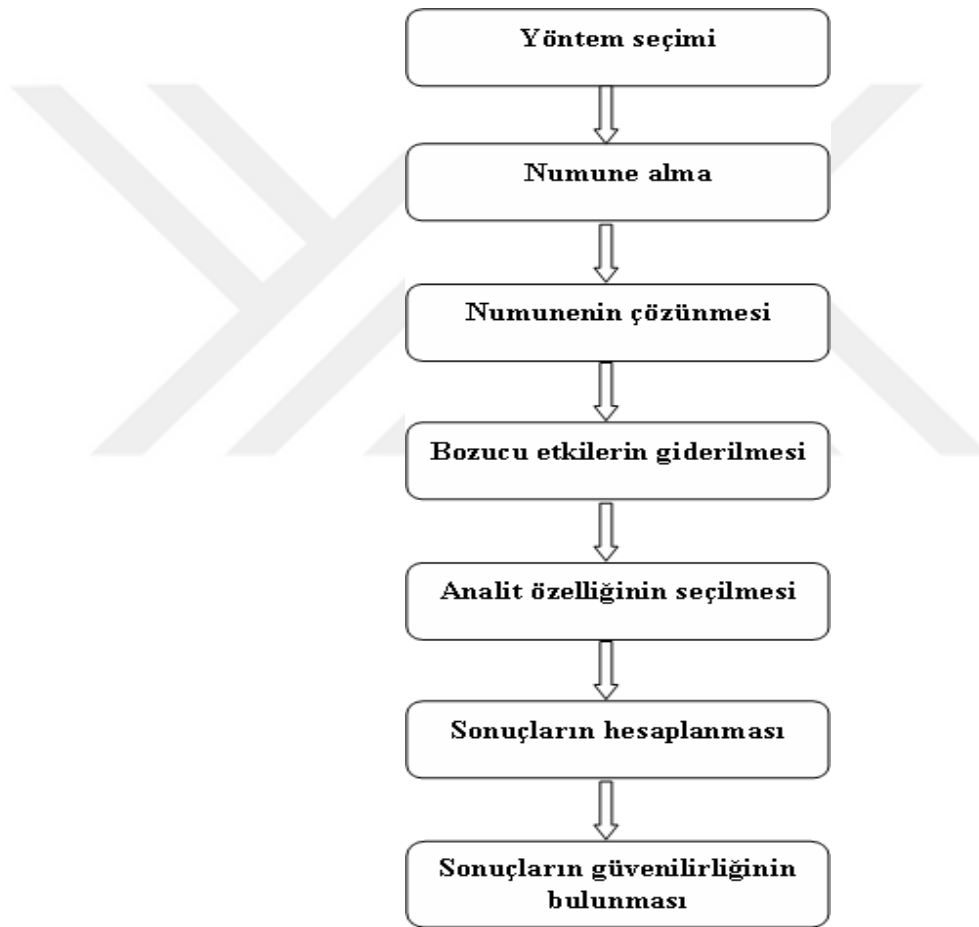 Yöntem seçimi
Numune alma
Numunenin çözünmesi
Bozucu etkilerin giderilmesi
Analit özelliğinin seçilmesi
Sonuçların hesaplanması
Sonuçların güvenilirliğinin
bulunması